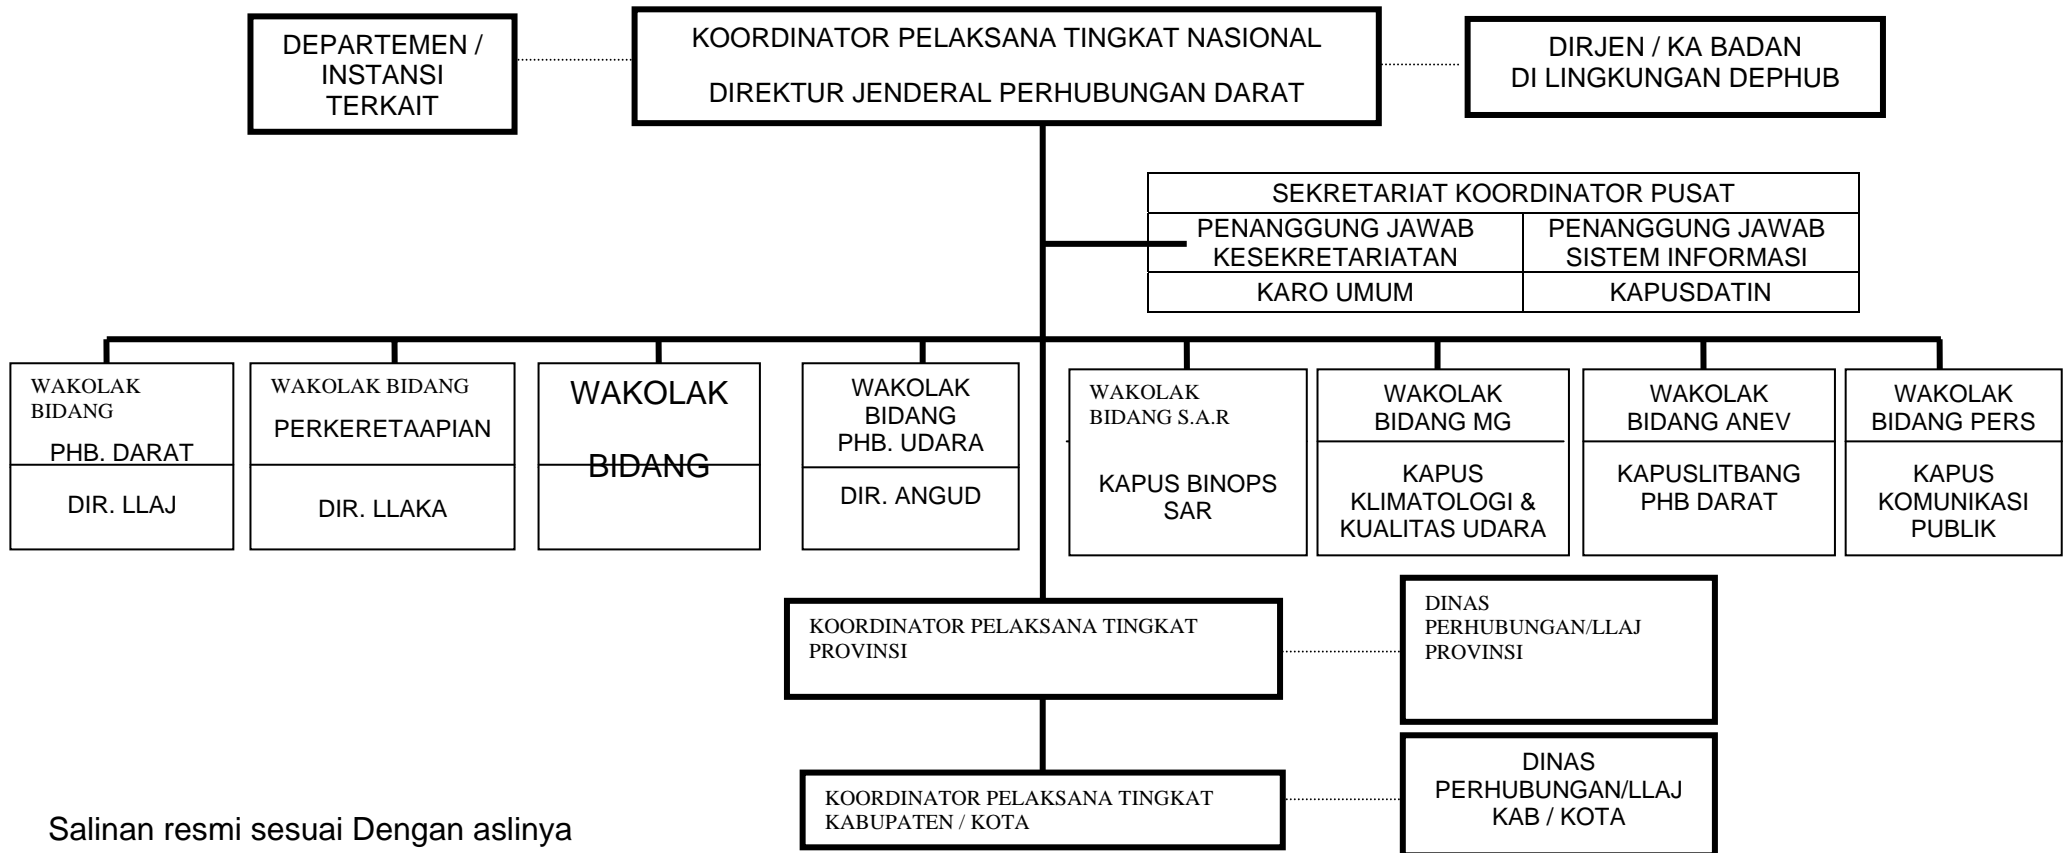 DEPARTEMEN /
INSTANSI
TERKAIT
KOORDINATOR PELAKSANA TINGKAT NASIONAL
DIREKTUR JENDERAL PERHUBUNGAN DARAT
DIRJEN / KA BADAN
DI LINGKUNGAN DEPHUB
SEKRETARIAT KOORDINATOR PUSAT
PENANGGUNG JAWAB
KESEKRETARIATAN
PENANGGUNG JAWAB
SISTEM INFORMASI
KARO UMUM
KAPUSDATIN
WAKOLAK
BIDANG
PHB. DARAT
DIR. LLAJ
WAKOLAK BIDANG
PERKERETAAPIAN
DIR. LLAKA
WAKOLAK
BIDANG
WAKOLAK
BIDANG
PHB. UDARA
DIR. ANGUD
WAKOLAK
BIDANG S.A.R
KAPUS BINOPS
SAR
WAKOLAK
BIDANG MG
KAPUS
KLIMATOLOGI &
KUALITAS UDARA
WAKOLAK
BIDANG ANEV
KAPUSLITBANG
PHB DARAT
WAKOLAK
BIDANG PERS
KAPUS
KOMUNIKASI
PUBLIK
KOORDINATOR PELAKSANA TINGKAT
PROVINSI
DINAS
PERHUBUNGAN/LLAJ
PROVINSI
KOORDINATOR PELAKSANA TINGKAT
KABUPATEN / KOTA
DINAS
PERHUBUNGAN/LLAJ
KAB / KOTA
Salinan resmi sesuai Dengan aslinya